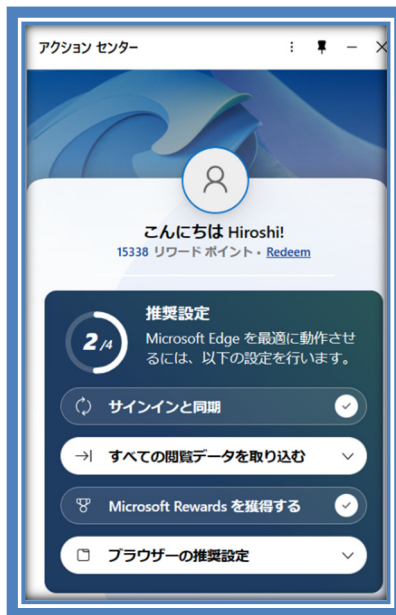 アクション センター
こんにちは Hiroshi!
15338 リワード ポイント • Redeem
2/4
推奨設定
Microsoft Edge を最適に動作させ
るには、以下の設定を行います。
サインインと同期
すべての閲覧データを取り込む
Microsoft Rewards を獲得する
ブラウザーの推奨設定